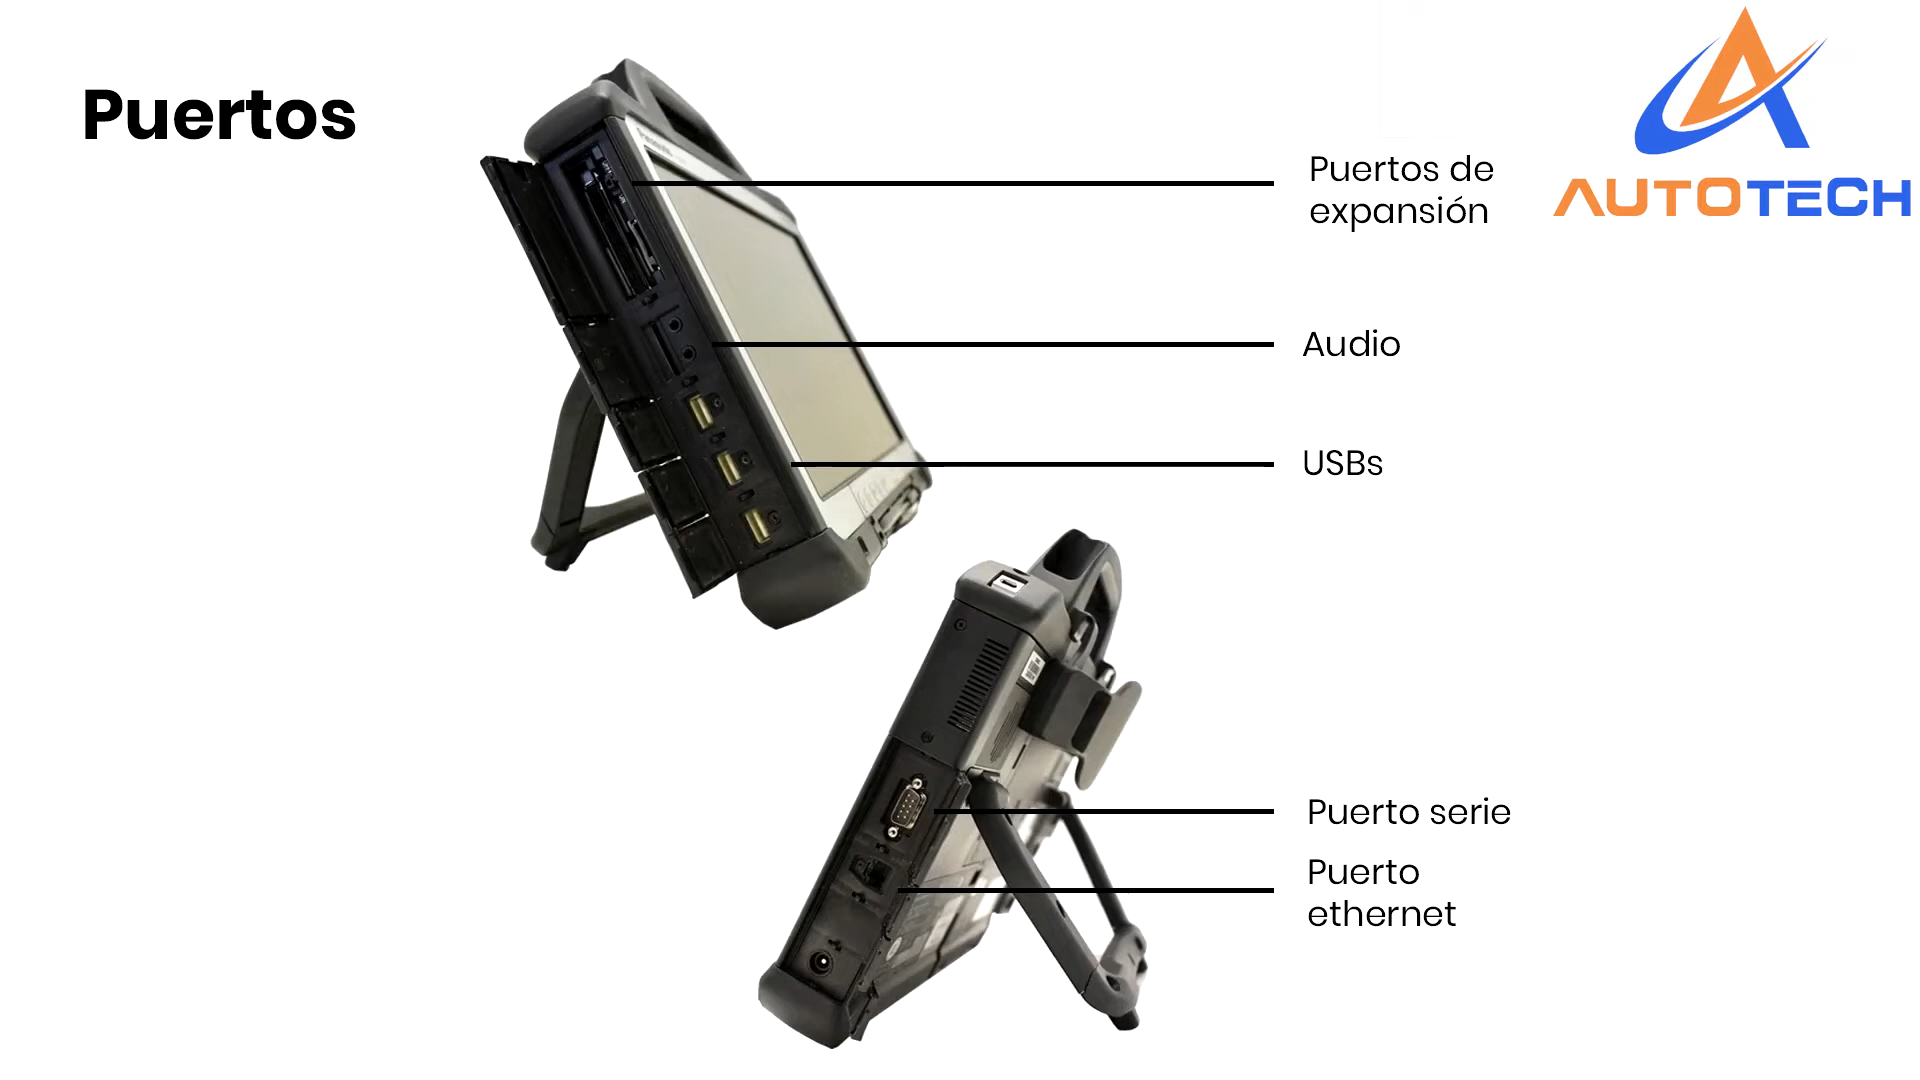 Puertos
AUTOTECH
Puertos de
expansión
Audio
USBs
Puerto serie
Puerto
ethernet